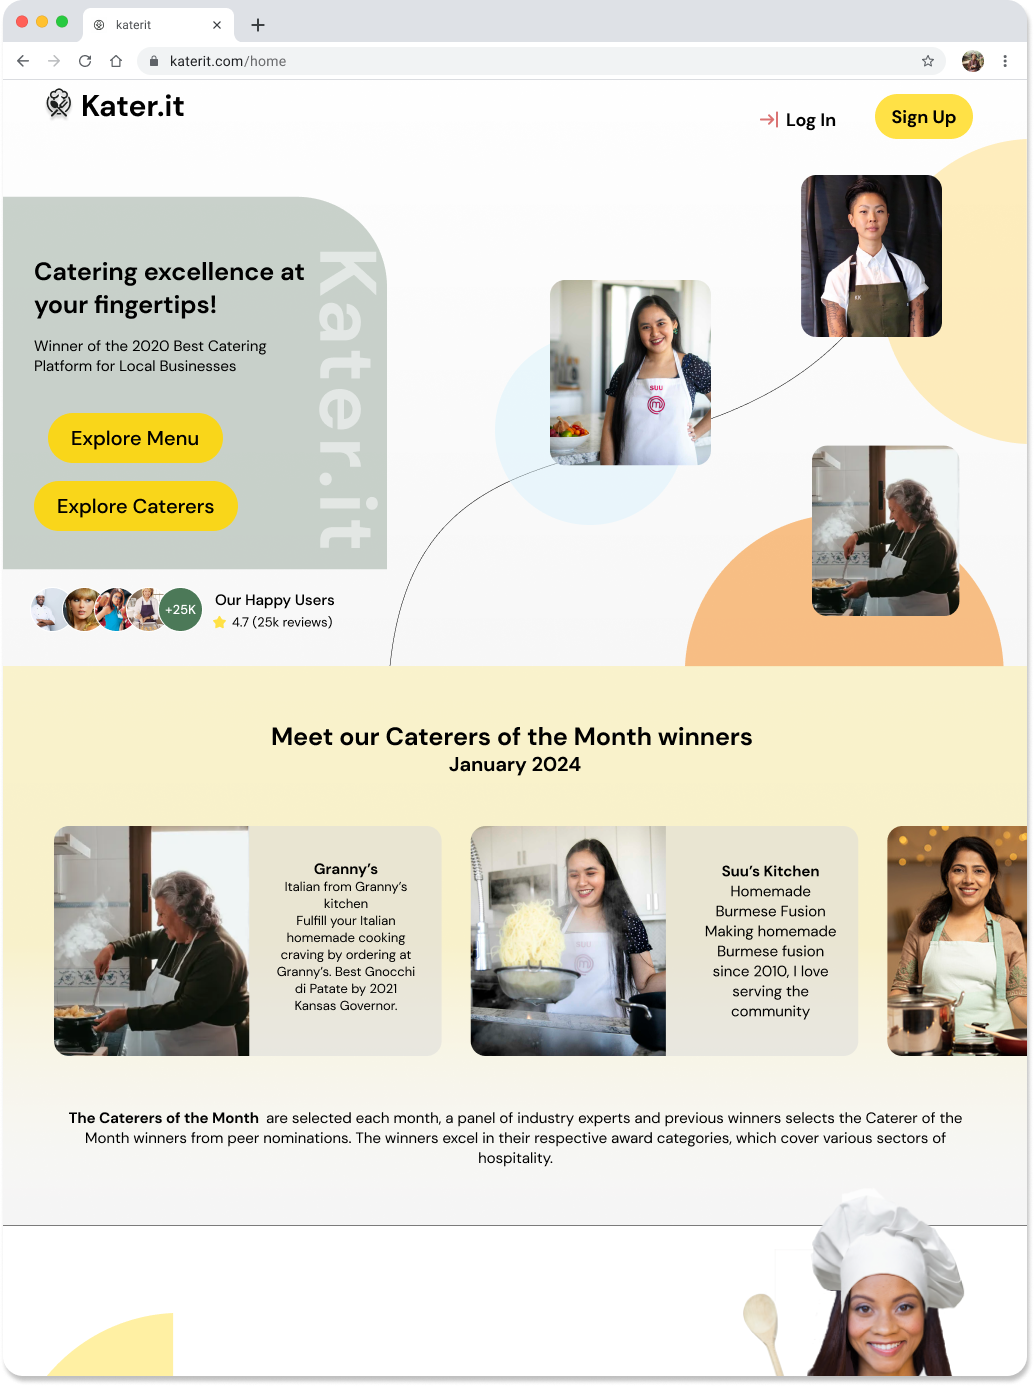 katerit
katerit.com/home
Kater.it
Log In
Sign Up
Catering excellence at
your fingertips!
Winner of the 2020 Best Catering
Platform for Local Businesses
Explore Menu
Explore Caterers
Kater.it
SUU
+25K
Our Happy Users
4.7 (25k reviews)
Meet our Caterers of the Month winners
January 2024
Granny’s
Italian from Granny’s
kitchen
Fulfill your Italian
homemade cooking
craving by ordering at
Granny’s. Best Gnocchi
di Patate by 2021
Kansas Governor.
SUU
Suu’s Kitchen
Homemade
Burmese Fusion
Making homemade
Burmese fusion
since 2010, I love
serving the
community
The Caterers of the Month are selected each month, a panel of industry experts and previous winners selects the Caterer of the
Month winners from peer nominations. The winners excel in their respective award categories, which cover various sectors of
hospitality.